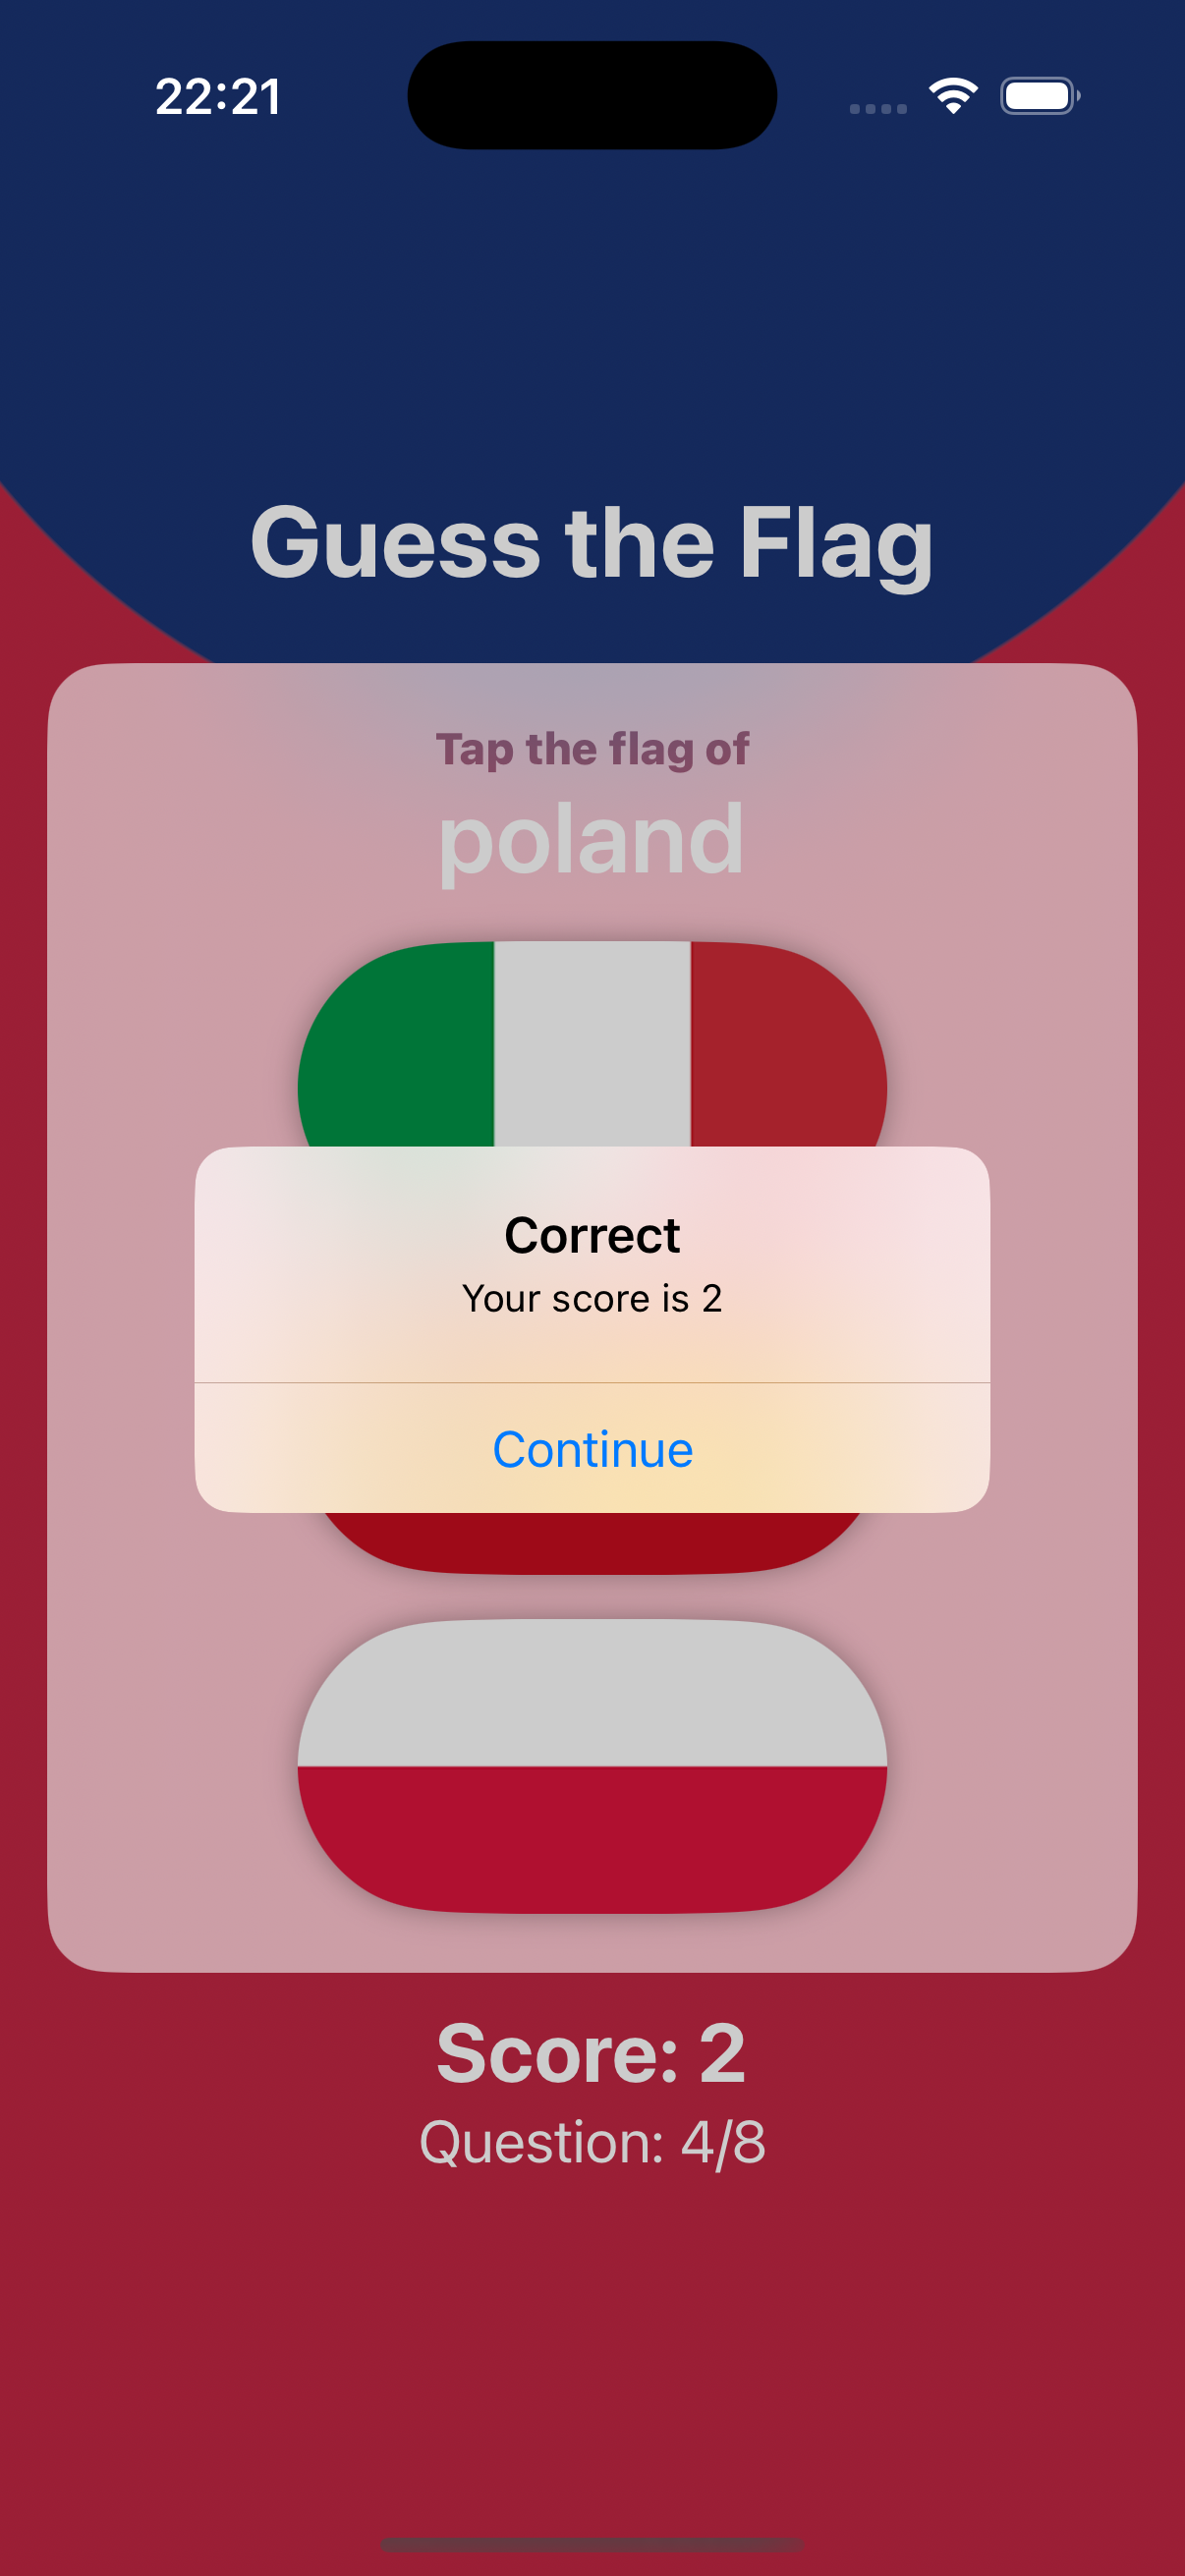 22:21
Guess the Flag
Tap the flag of
poland
Correct
Your score is 2
Continue
Score: 2
Question: 4/8